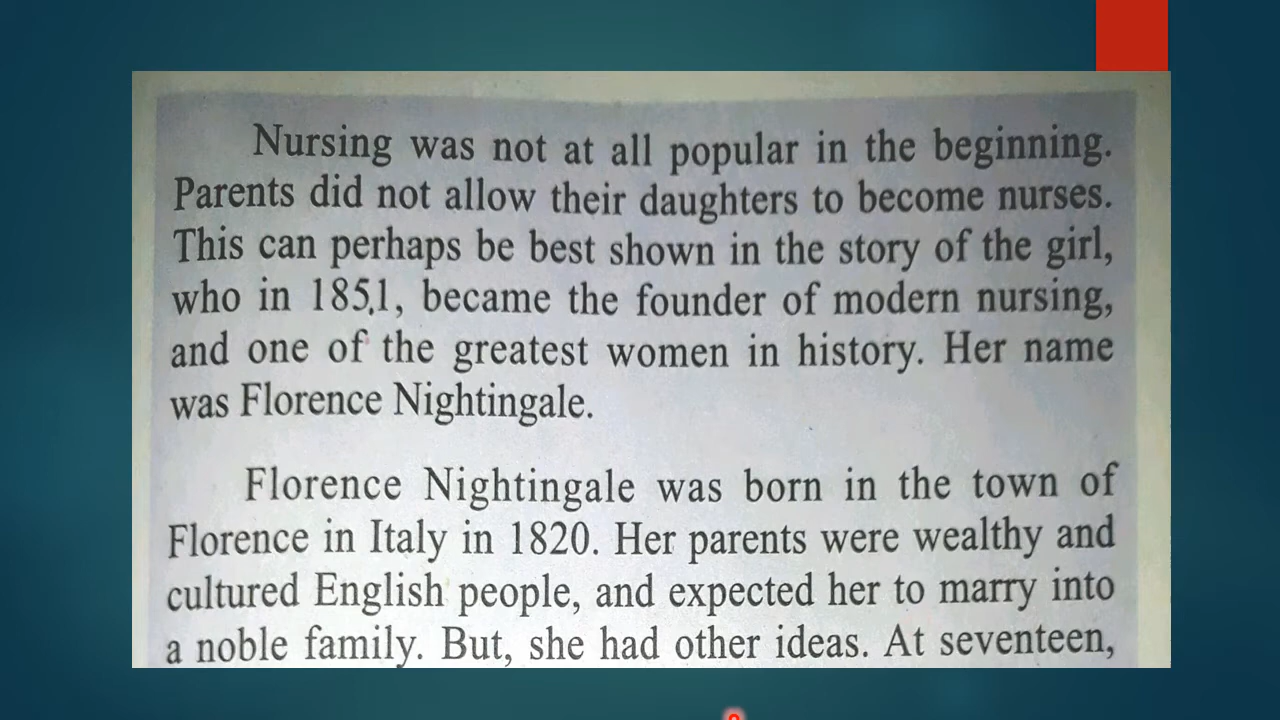 Nursing was not at all popular in the beginning.
Parents did not allow their daughters to become nurses.
This can perhaps be best shown in the story of the girl,
who in 1851, became the founder of modern nursing,
and one of the greatest women in history. Her name
was Florence Nightingale.
Florence Nightingale was born in the town of
Florence in Italy in 1820. Her parents were wealthy and
cultured English people, and expected her to marry into
a noble family. But, she had other ideas. At seventeen,